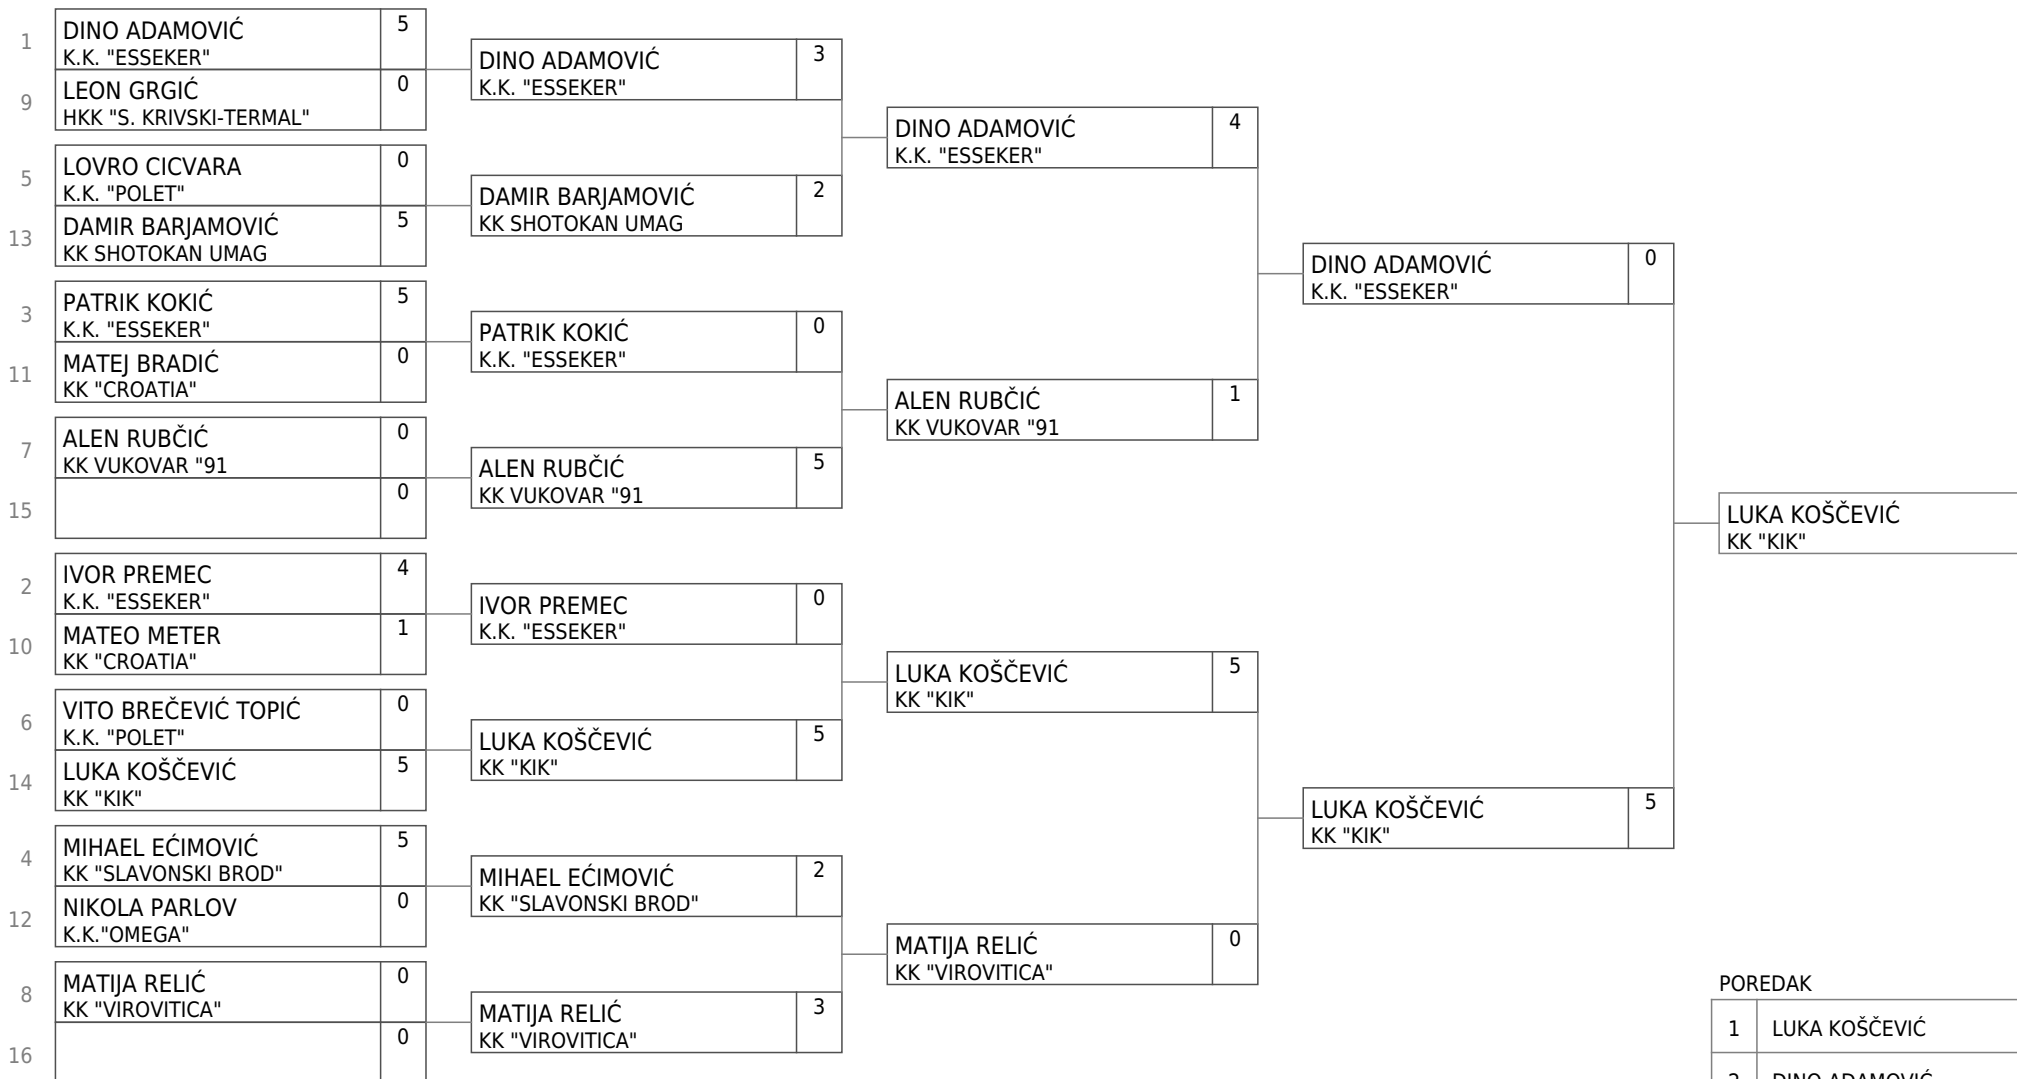 1
DINO ADAMOVIĆ 5
K.K. "ESSEKER"
9
LEON GRGIĆ 0
HKK "S. KRIVSKI-TERMAL"
5
LOVRO CICVARA 0
K.K. "POLET"
13
DAMIR BARJAMOVIĆ 5
KK SHOTOKAN UMAG
3
PATRIK KOKIĆ 5
K.K. "ESSEKER"
11
MATEJ BRADIĆ 0
KK "CROATIA"
7
ALEN RUBČIĆ 0
KK VUKOVAR "91
15
0
2
IVOR PREMEC 4
K.K. "ESSEKER"
10
MATEO METER 1
KK "CROATIA"
6
VITO BREČEVIĆ TOPIĆ 0
K.K. "POLET"
14
LUKA KOŠČEVIĆ 5
KK "KIK"
4
MIHAEL EĆIMOVIĆ 5
KK "SLAVONSKI BROD"
12
NIKOLA PARLOV 0
K.K."OMEGA"
8
MATIJA RELIĆ 0
KK "VIROVITICA"
16
0
DINO ADAMOVIĆ 3
K.K. "ESSEKER"
DAMIR BARJAMOVIĆ 2
KK SHOTOKAN UMAG
PATRIK KOKIĆ 0
K.K. "ESSEKER"
ALEN RUBČIĆ 5
KK VUKOVAR "91
IVOR PREMEC 0
K.K. "ESSEKER"
LUKA KOŠČEVIĆ 5
KK "KIK"
MIHAEL EĆIMOVIĆ 2
KK "SLAVONSKI BROD"
MATIJA RELIĆ 3
KK "VIROVITICA"
DINO ADAMOVIĆ 4
K.K. "ESSEKER"
ALEN RUBČIĆ 1
KK VUKOVAR "91
LUKA KOŠČEVIĆ 5
KK "KIK"
MATIJA RELIĆ 0
KK "VIROVITICA"
DINO ADAMOVIĆ 0
K.K. "ESSEKER"
LUKA KOŠČEVIĆ 5
KK "KIK"
LUKA KOŠČEVIĆ
KK "KIK"
POREDAK
1 LUKA KOŠČEVIĆ
2 DINO ADAMOVIĆ